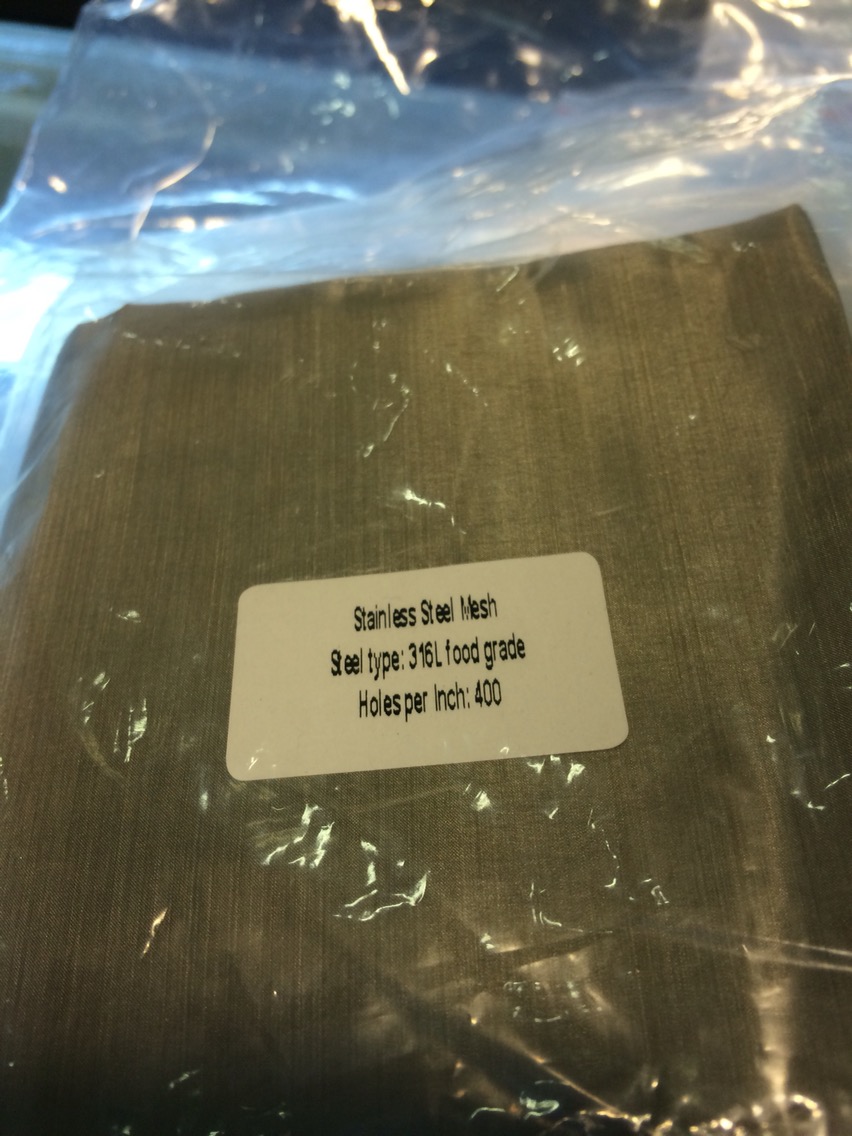 Stainless Steel Mesh
Steel type: 316L food grade
Holes per Inch: 400